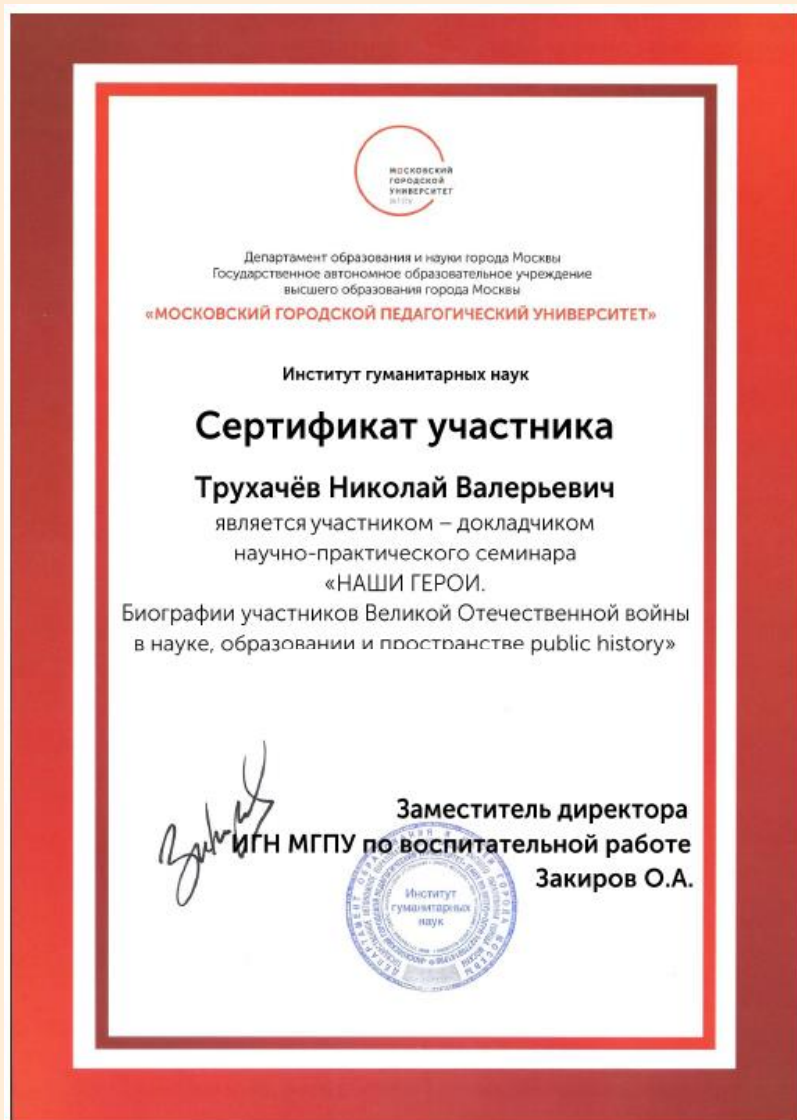 МОСКОВСКИЙ
ГОРОДСКОЙ
УНИВЕРСИТЕТ
МГПУ
Департамент образования и науки города Москвы
Государственное автономное образовательное учреждение
высшего образования города Москвы
«МОСКОВСКИЙ ГОРОДСКОЙ ПЕДАГОГИЧЕСКИЙ УНИВЕРСИТЕТ»
Институт гуманитарных наук
Сертификат участника
Трухачёв Николай Валерьевич
является участником – докладчиком
научно-практического семинара
«НАШИ ГЕРОИ.
Биографии участников Великой Отечественной войны
в науке, образовании и пространстве public history»
Заместитель директора
ИГН МГПУ по воспитательной работе
Закиров О.А.
Институт
гуманитарных
наук